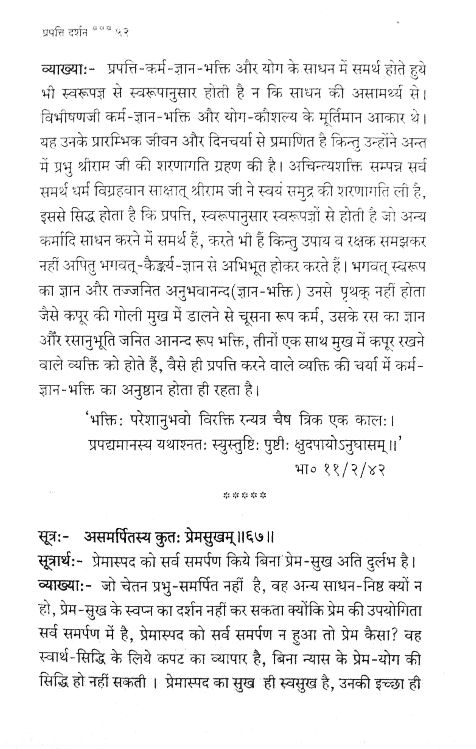 प्रपत्ति दर्शन *** ५२
व्याख्या:- प्रपत्ति-कर्म-ज्ञान-भक्ति और योग के साधन में समर्थ होते हुये
भी स्वरूपज्ञ से स्वरूपानुसार होती है न कि साधन की असामर्थ्य से।
विभीषणजी कर्म-ज्ञान-भक्ति और योग-कौशल्य के मूर्तिमान आकार थे।
यह उनके प्रारम्भिक जीवन और दिनचर्या से प्रमाणित है किन्तु उन्होंने अन्त
में प्रभु श्रीराम जी की शरणागति ग्रहण की है। अचिन्त्यशक्ति सम्पन्न सर्व
समर्थ धर्म विग्रहवान साक्षात् श्रीराम जी ने स्वयं समुद्र की शरणागति ली है,
इससे सिद्ध होता है कि प्रपत्ति, स्वरूपानुसार स्वरूपज्ञों से होती है जो अन्य
कर्मादि साधन करने में समर्थ हैं, करते भी हैं किन्तु उपाय व रक्षक समझकर
नहीं अपितु भगवत्-कैङ्कर्य-ज्ञान से अभिभूत होकर करते हैं। भगवत् स्वरूप
का ज्ञान और तज्जनित अनुभवानन्द(ज्ञान-भक्ति) उनसे पृथक् नहीं होता
जैसे कपूर की गोली मुख में डालने से चूसना रूप कर्म, उसके रस का ज्ञान
और रसानुभूति जनित आनन्द रूप भक्ति, तीनों एक साथ मुख में कपूर रखने
वाले व्यक्ति को होते हैं, वैसे ही प्रपत्ति करने वाले व्यक्ति की चर्या में कर्म-
ज्ञान-भक्ति का अनुष्ठान होता ही रहता है।
'भक्ति: परेशानुभवो विरक्ति रन्यत्र चैष त्रिक एक काल:।
प्रपद्यमानस्य यथाश्नत: स्युस्तुष्टि: पुष्टी: क्षुदपायोऽनुघासम्॥'
भा० ११/२/४२
*****
सूत्र:- असमर्पितस्य कुत: प्रेमसुखम्॥६७॥
सूत्रार्थ:- प्रेमास्पद को सर्व समर्पण किये बिना प्रेम-सुख अति दुर्लभ है।
व्याख्या:- जो चेतन प्रभु-समर्पित नहीं है, वह अन्य साधन-निष्ठ क्यों न
हो, प्रेम-सुख के स्वप्न का दर्शन नहीं कर सकता क्योंकि प्रेम की उपयोगिता
सर्व समर्पण में है, प्रेमास्पद को सर्व समर्पण न हुआ तो प्रेम कैसा? वह
स्वार्थ-सिद्धि के लिये कपट का व्यापार है, बिना न्यास के प्रेम-योग की
सिद्धि हो नहीं सकती । प्रेमास्पद का सुख ही स्वसुख है, उनकी इच्छा ही